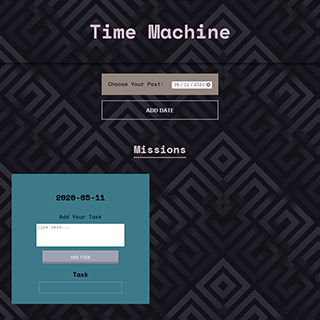 Time Machine
Choose Your Past: 05/11/2020
ADD DATE
Missions
2020-05-11
Add Your Task
Type here...
ADD TASK
Task